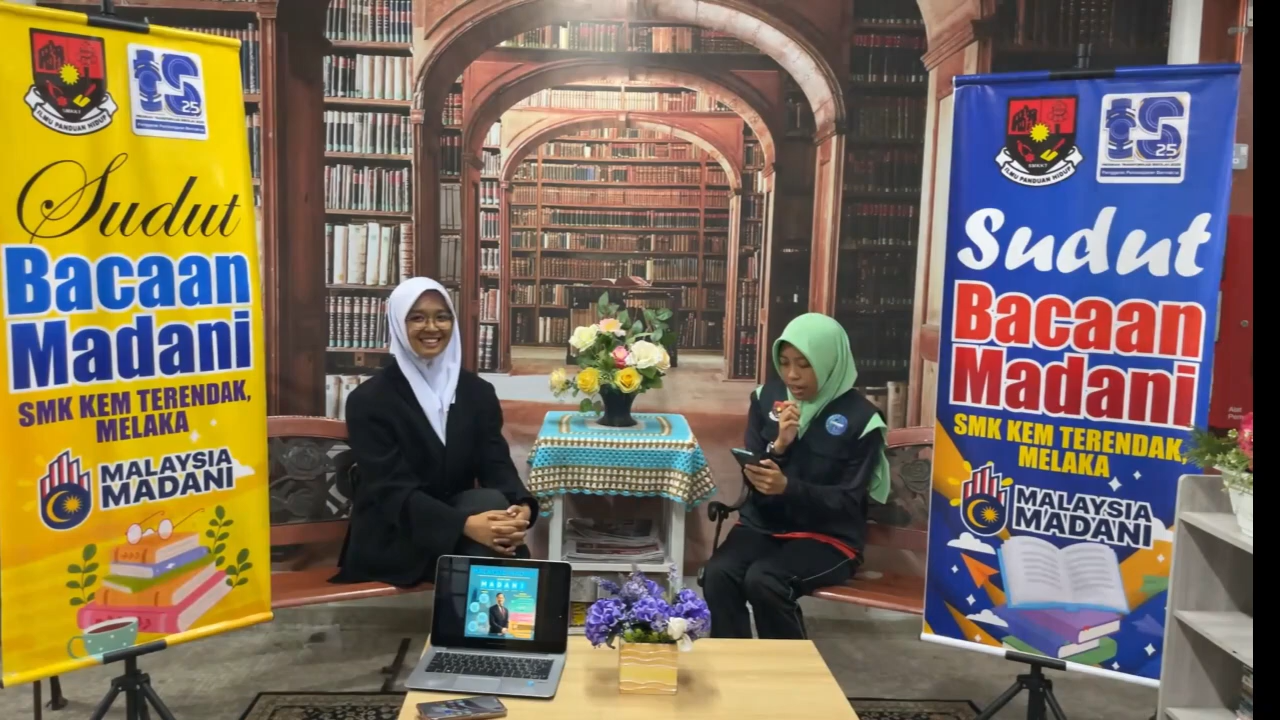 ILMU PANDUAN HIDUP
25
Sudut
Bacaan
Madani
SMK KEM TERENDAK,
MELAKA
MALAYSIA
MADANI
MADANI
ILMU PANDUAN HIDUP
25
Sudut
Bacaan
Madani
SMK KEM TERENDAK,
MELAKA
MALAYSIA
MADANI